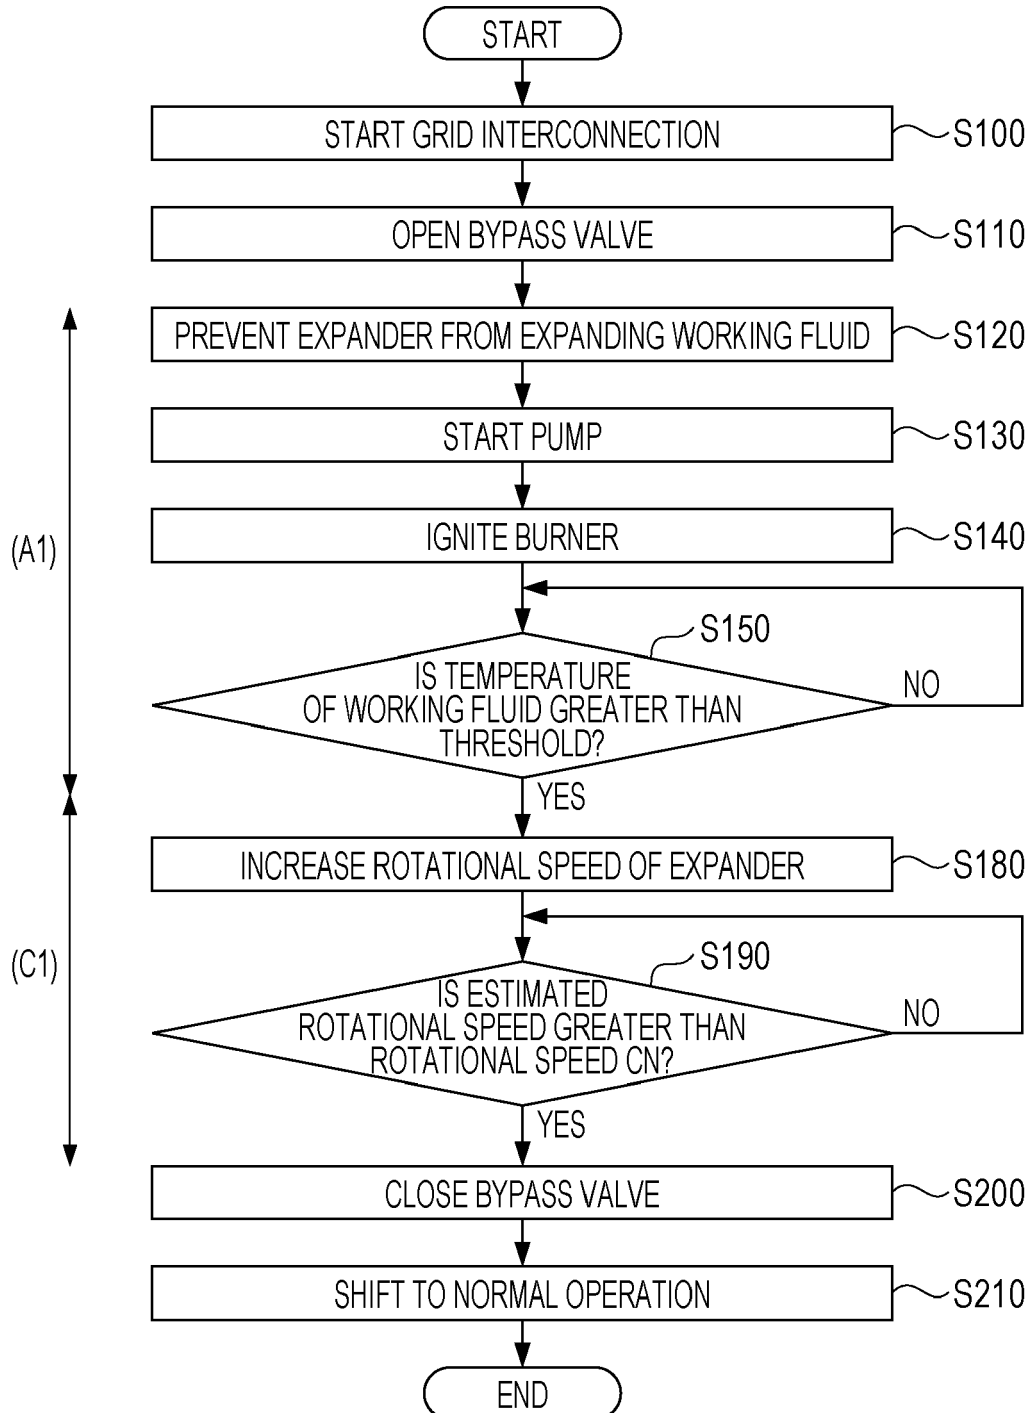 START
START GRID INTERCONNECTION
S100
OPEN BYPASS VALVE
S110
PREVENT EXPANDER FROM EXPANDING WORKING FLUID
S120
START PUMP
S130
(A1)
IGNITE BURNER
S140
S150
IS TEMPERATURE
OF WORKING FLUID GREATER THAN
THRESHOLD?
NO
YES
INCREASE ROTATIONAL SPEED OF EXPANDER
S180
(C1)
S190
IS ESTIMATED
ROTATIONAL SPEED GREATER THAN
ROTATIONAL SPEED CN?
NO
YES
CLOSE BYPASS VALVE
S200
SHIFT TO NORMAL OPERATION
S210
END